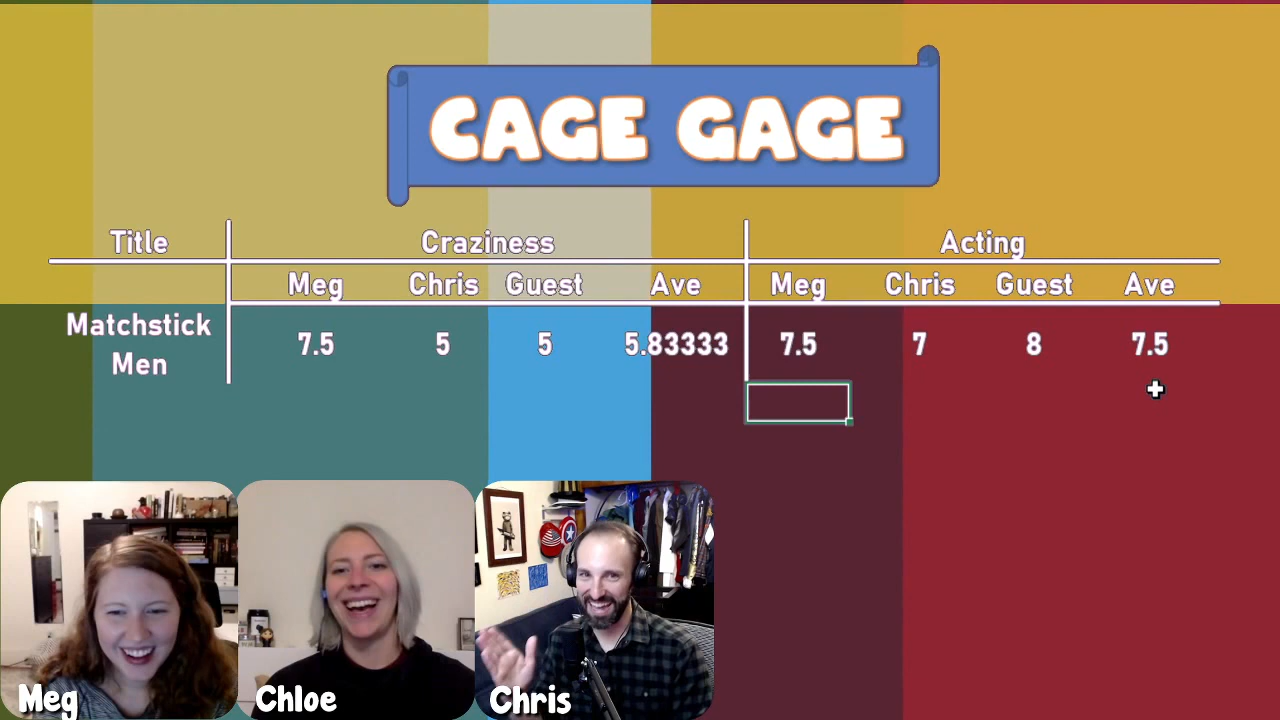 CAGE GAGE
Title Craziness Acting
Meg Chris Guest Ave Meg Chris Guest Ave
Matchstick
Men 7.5 5 5 5.83333 7.5 7 8 7.5
Meg Chloe Chris